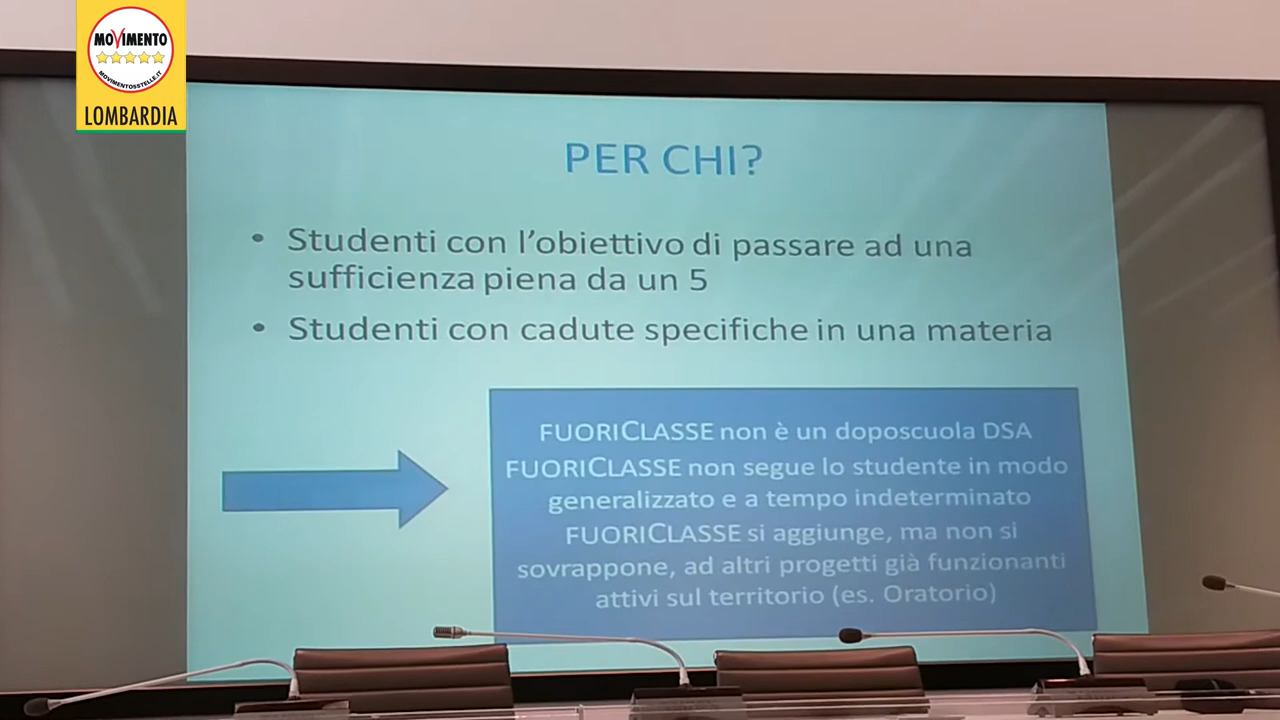 MOVIMENTO
MOVIMENTO5STELLE.IT
LOMBARDIA
PER CHI?
• Studenti con l'obiettivo di passare ad una
sufficienza piena da un 5
• Studenti con cadute specifiche in una materia
FUORICLASSE non è un doposcuola DSA
FUORICLASSE non segue lo studente in modo
generalizzato e a tempo indeterminato
FUORICLASSE si aggiunge, ma non si
sovrappone, ad altri progetti già funzionanti
attivi sul territorio (es. Oratorio)